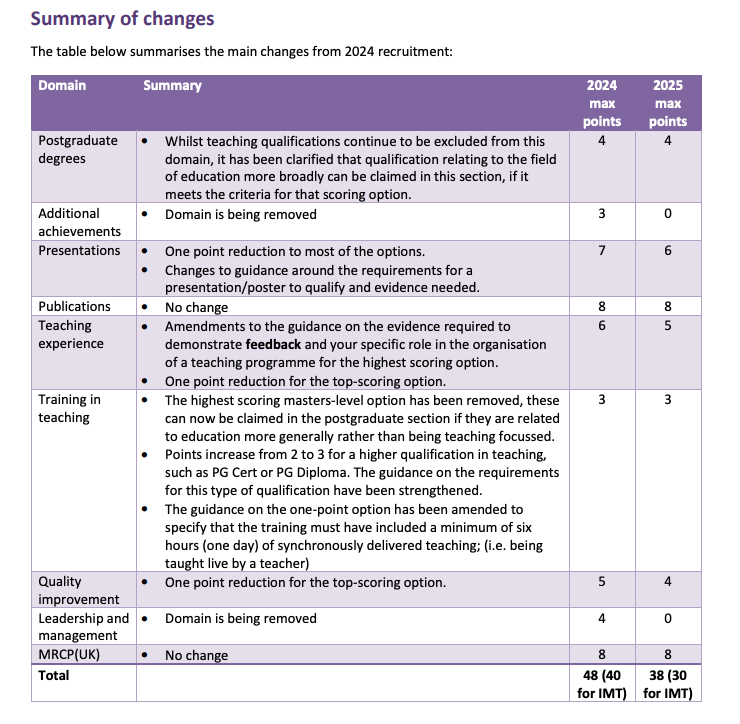 Summary of changes
The table below summarises the main changes from 2024 recruitment:
Domain Summary 2024 2025
max max
points points
Postgraduate • Whilst teaching qualifications continue to be excluded from this 4 4
degrees domain, it has been clarified that qualification relating to the field
of education more broadly can be claimed in this section, if it
meets the criteria for that scoring option.
Additional • Domain is being removed 3 0
achievements
Presentations • One point reduction to most of the options. 7 6
• Changes to guidance around the requirements for a
presentation/poster to qualify and evidence needed.
Publications • No change 8 8
Teaching • Amendments to the guidance on the evidence required to 6 5
experience demonstrate feedback and your specific role in the organisation
of a teaching programme for the highest scoring option.
• One point reduction for the top-scoring option.
Training in • The highest scoring masters-level option has been removed, these 3 3
teaching can now be claimed in the postgraduate section if they are related
to education more generally rather than being teaching focussed.
• Points increase from 2 to 3 for a higher qualification in teaching,
such as PG Cert or PG Diploma. The guidance on the requirements
for this type of qualification have been strengthened.
• The guidance on the one-point option has been amended to
specify that the training must have included a minimum of six
hours (one day) of synchronously delivered teaching; (i.e. being
taught live by a teacher)
Quality • One point reduction for the top-scoring option. 5 4
improvement
Leadership and • Domain is being removed 4 0
management
MRCP(UK) • No change 8 8
Total 48 (40 38 (30
for IMT) for IMT)